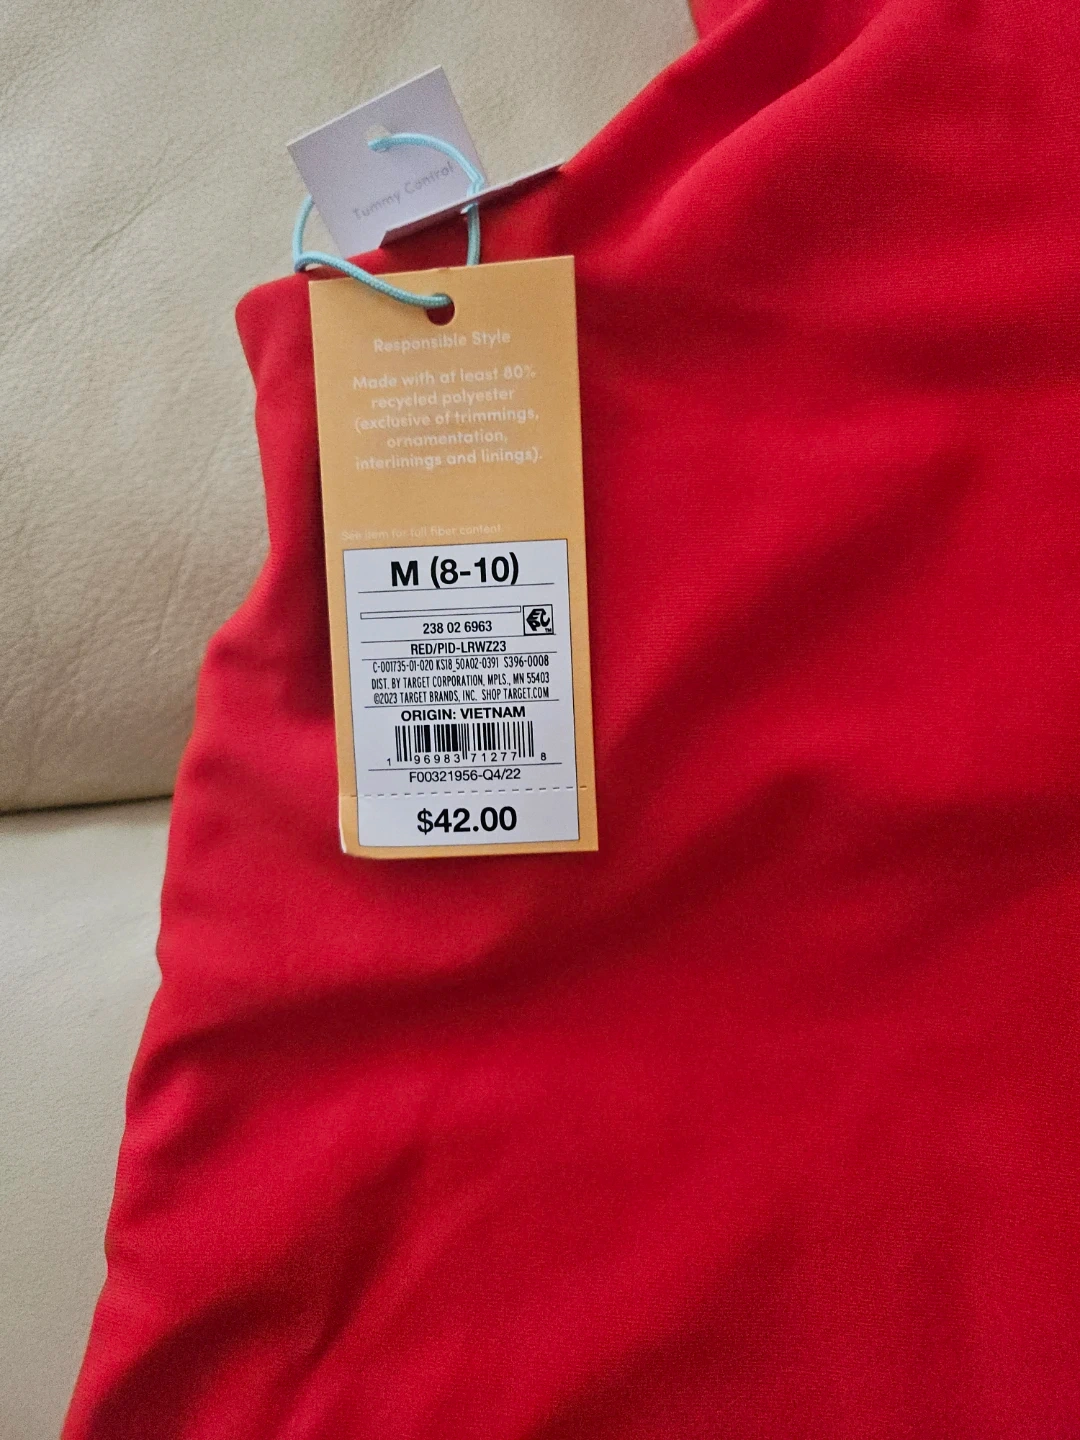 Tummy Control
Responsible Style
Made with at least 80%
recycled polyester
(exclusive of trimmings,
ornamentation,
interlinings and linings).
See item for full fiber content
M (8-10)
238 02 6963
RED/PID-LRWZ23
C-001735-01-020 KS18_50A02-0391 S396-0008
DIST. BY TARGET CORPORATION, MPLS., MN 55403
©2023 TARGET BRANDS, INC. SHOP TARGET.COM
ORIGIN: VIETNAM
1 96983 71277 8
F00321956-Q4/22
$42.00